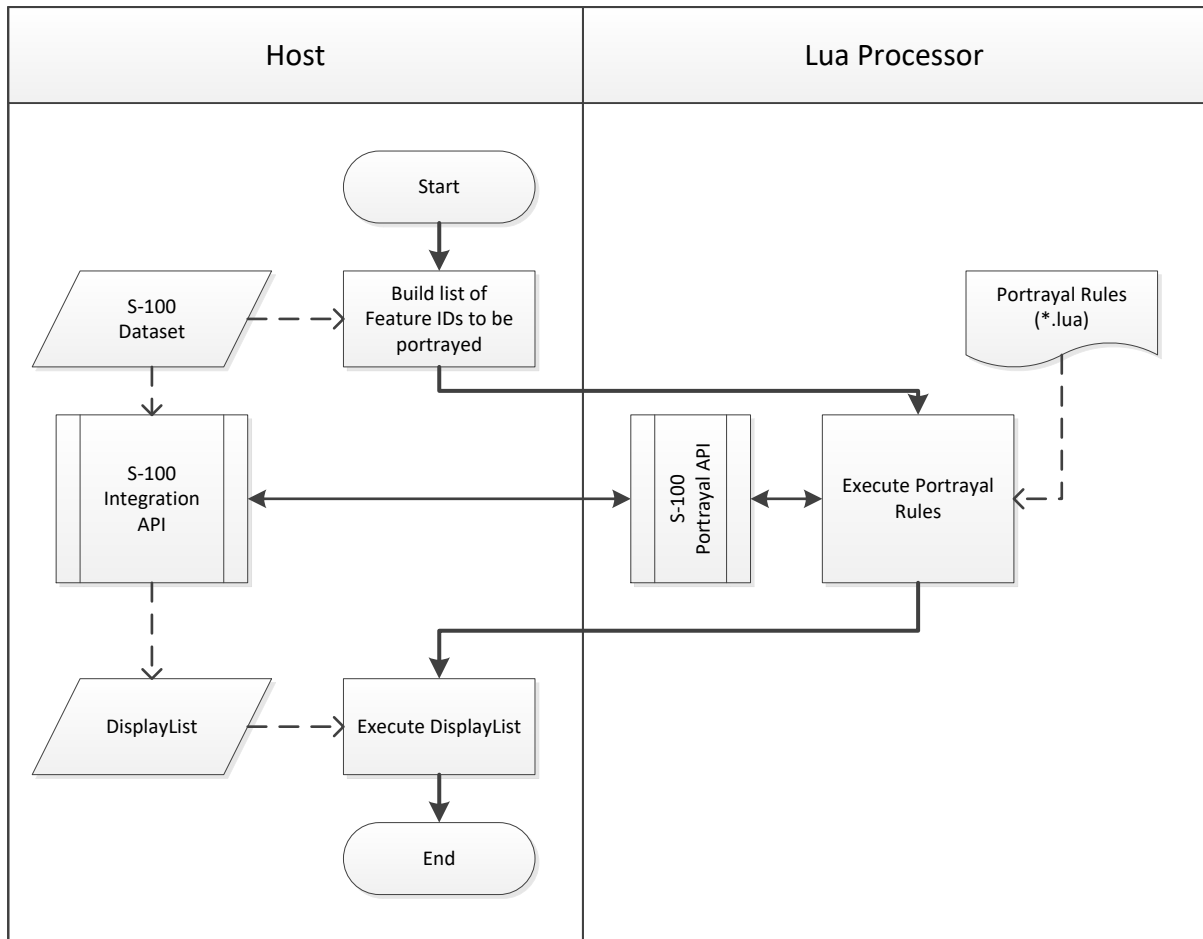 Host
Lua Processor
Start
S-100
Dataset
Build list of
Feature IDs to be
portrayed
Portrayal Rules
(*.lua)
S-100
Integration
API
S-100
Portrayal API
Execute Portrayal
Rules
DisplayList
Execute DisplayList
End